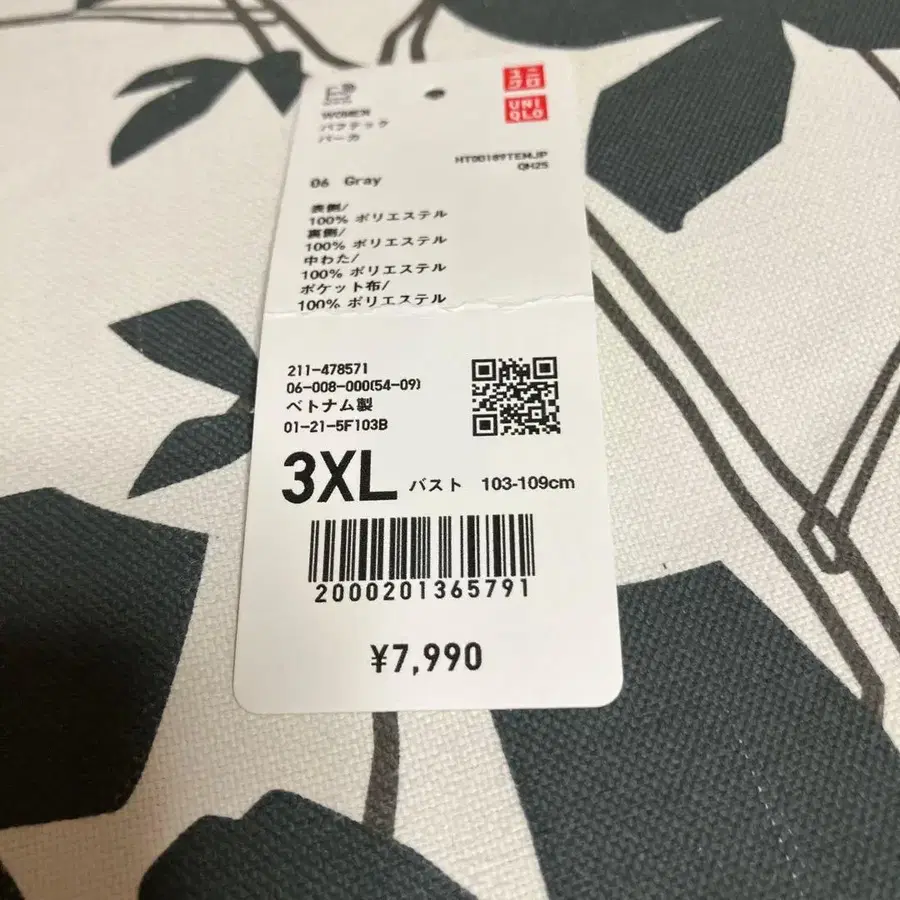 ユニ
クロ
UNI
QLO
WOMEN
パフテック
パーカ
HT00189TEMJP
QH25
06 Gray
表側/
100% ポリエステル
裏側/
100% ポリエステル
中わた/
100% ポリエステル
ポケット布/
100% ポリエステル
211-478571
06-008-000(54-09)
ベトナム製
01-21-5F103B
3XL バスト 103-109cm
2000201365791
¥7,990